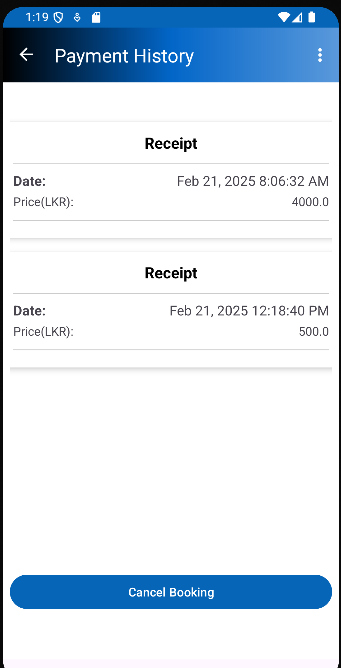 1:19
Payment History
Receipt
Date: Feb 21, 2025 8:06:32 AM
Price(LKR): 4000.0
Receipt
Date: Feb 21, 2025 12:18:40 PM
Price(LKR): 500.0
Cancel Booking